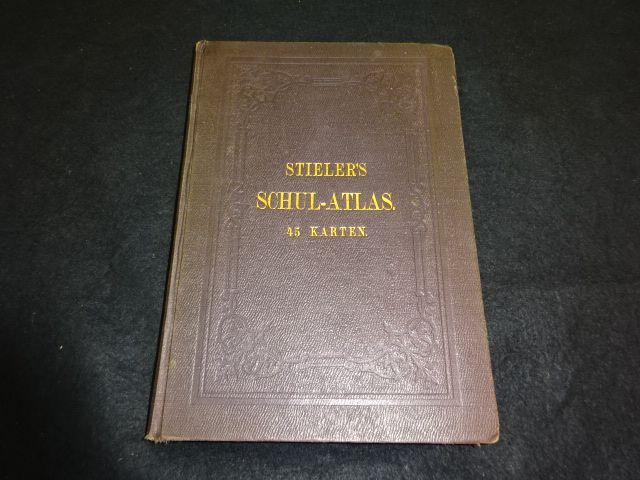 STIELER'S
SCHUL-ATLAS.
45 KARTEN.